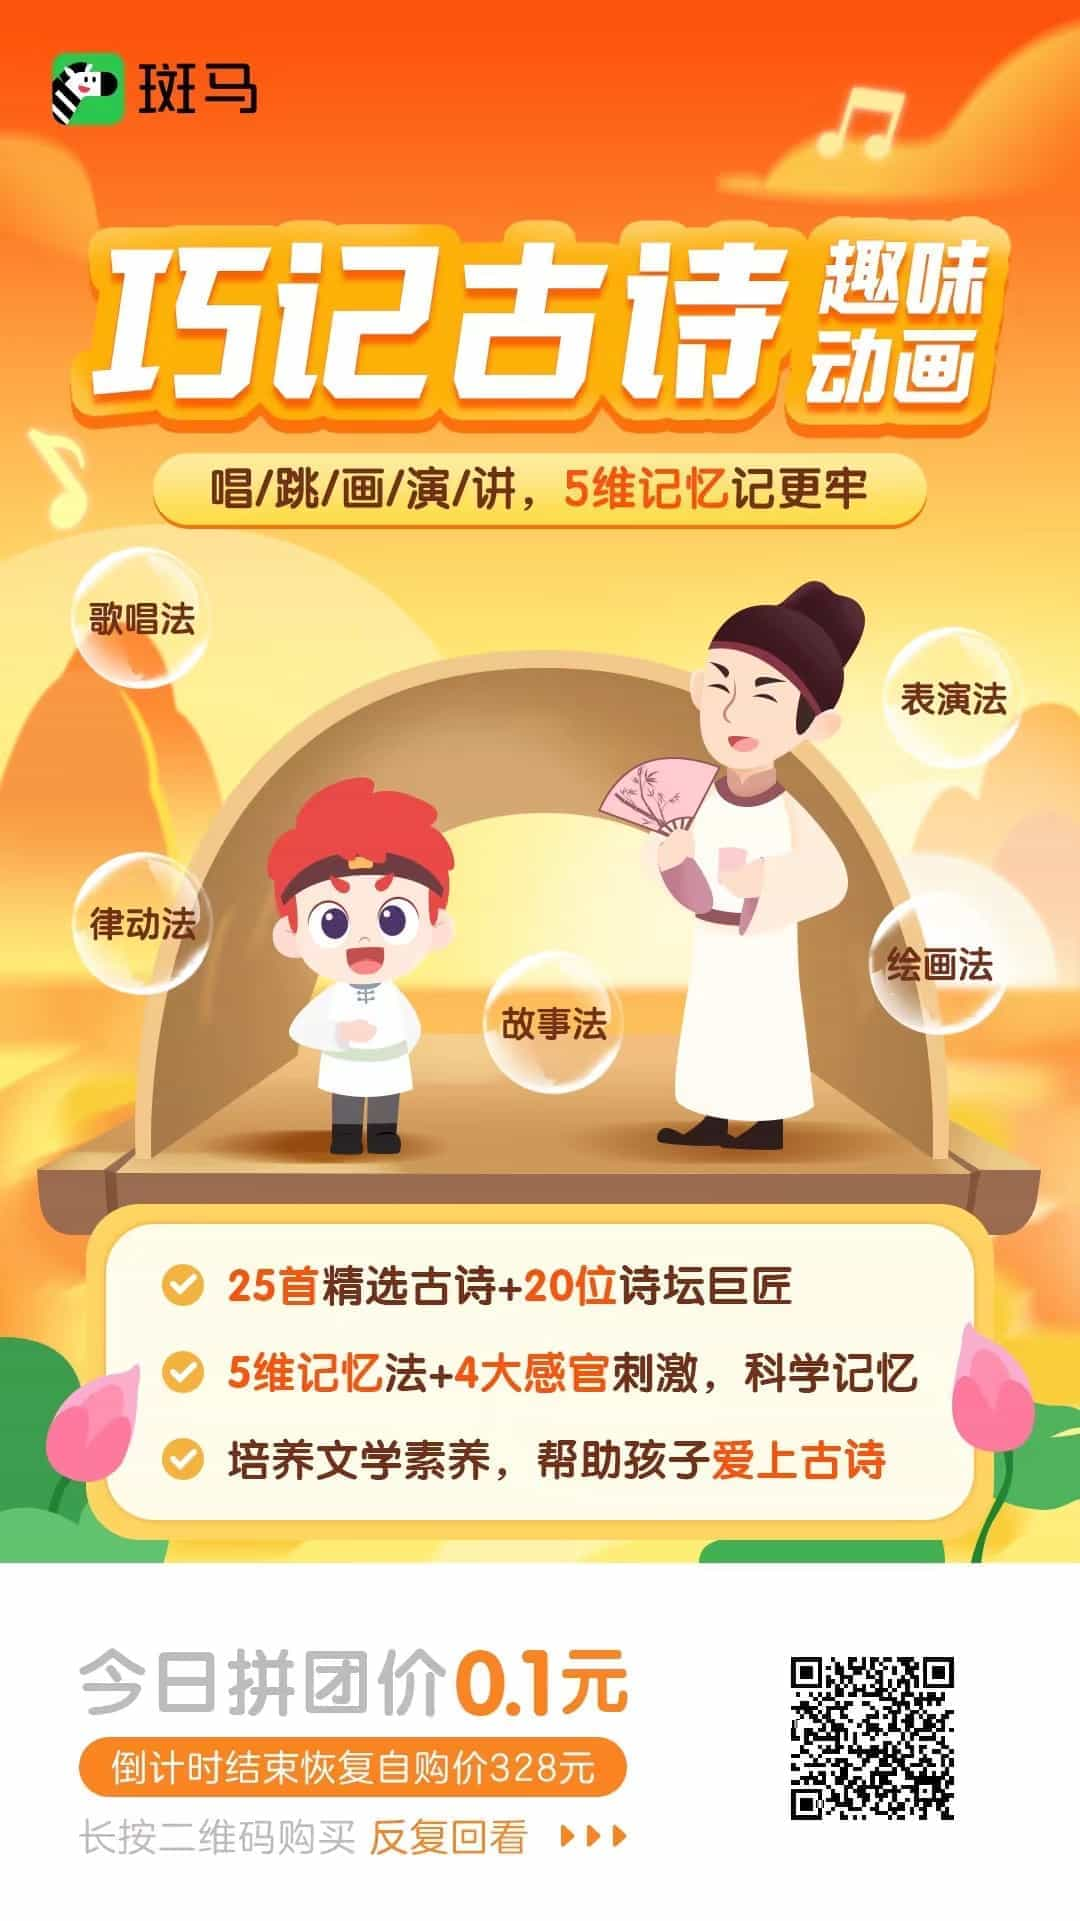 斑马
巧记古诗
趣味
动画
唱/跳/画/演/讲，5维记忆记更牢
歌唱法
表演法
律动法
绘画法
故事法
25首精选古诗+20位诗坛巨匠
5维记忆法+4大感官刺激，科学记忆
培养文学素养，帮助孩子爱上古诗
今日拼团价0.1元
倒计时结束恢复自购价328元
长按二维码购买 反复回看